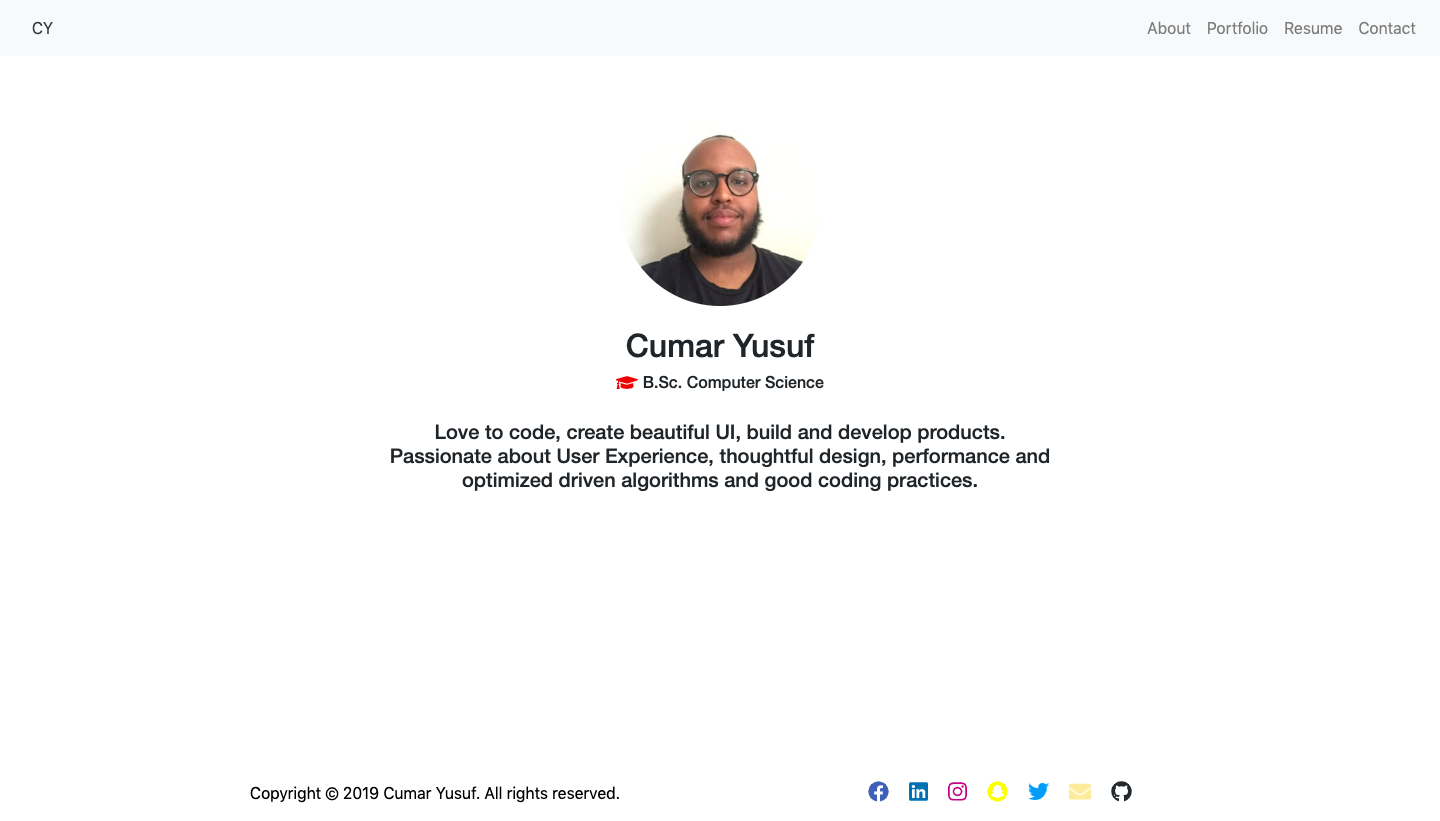 CY
About Portfolio Resume Contact
Cumar Yusuf
B.Sc. Computer Science
Love to code, create beautiful UI, build and develop products.
Passionate about User Experience, thoughtful design, performance and
optimized driven algorithms and good coding practices.
Copyright © 2019 Cumar Yusuf. All rights reserved.